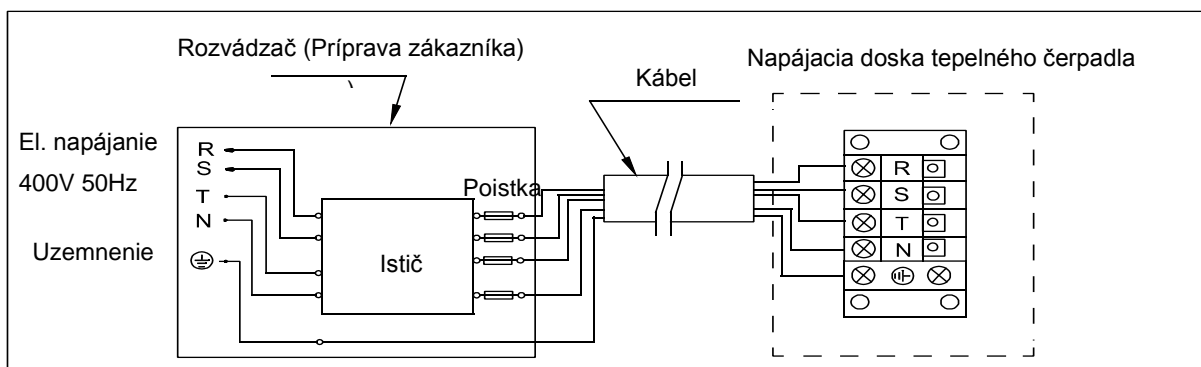 Rozvádzač (Príprava zákazníka)
Kábel
Napájacia doska tepelného čerpadla
El. napájanie
400V 50Hz
Uzemnenie
R
S
T
N
Poistka
Istič
R
S
T
N